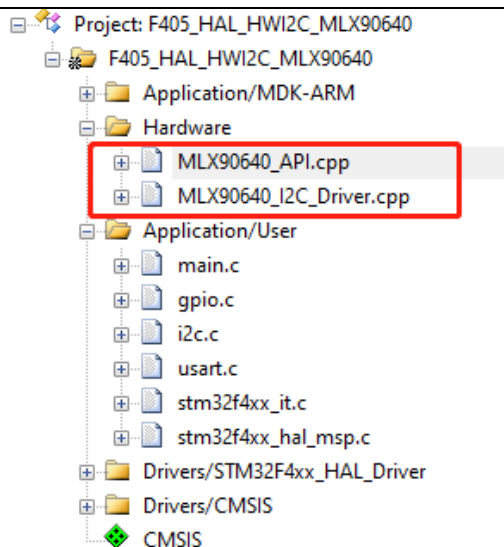 Project: F405_HAL_HWI2C_MLX90640
F405_HAL_HWI2C_MLX90640
Application/MDK-ARM
Hardware
MLX90640_API.cpp
MLX90640_I2C_Driver.cpp
Application/User
main.c
gpio.c
i2c.c
usart.c
stm32f4xx_it.c
stm32f4xx_hal_msp.c
Drivers/STM32F4xx_HAL_Driver
Drivers/CMSIS
CMSIS